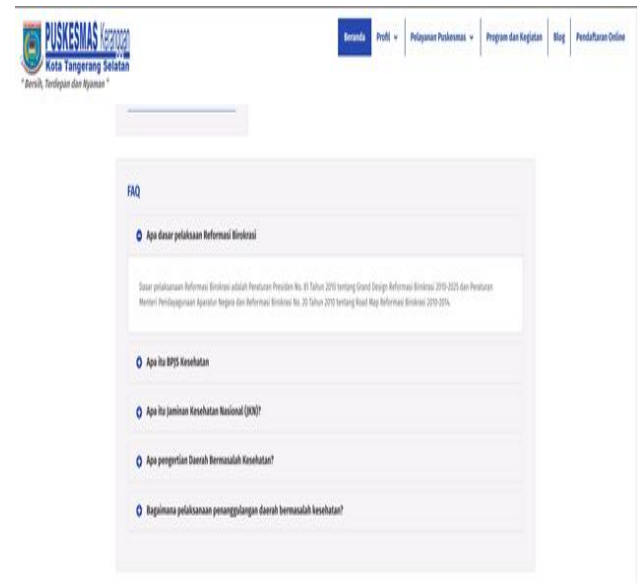 PUSKESMAS Keranggan
Kota Tangerang Selatan
" Bersih, Terdepan dan Nyaman "
Beranda Profil Pelayanan Puskesmas Program dan Kegiatan Blog Pendaftaran Online
FAQ
Apa dasar pelaksaan Reformasi Birokrasi
Dasar pelaksanaan Reformasi Birokrasi adalah Peraturan Presiden No. 81 Tahun 2010 tentang Grand Design Reformasi Birokrasi 2010-2025 dan Peraturan
Menteri Pendayagunaan Aparatur Negara dan Reformasi Birokrasi No. 20 Tahun 2010 tentang Road Map Reformasi Birokrasi 2010-2014.
Apa itu BPJS Kesehatan
Apa itu Jaminan Kesehatan Nasional (JKN)?
Apa pengertian Daerah Bermasalah Kesehatan?
Bagaimana pelaksanaan penanggulangan daerah bermasalah kesehatan?